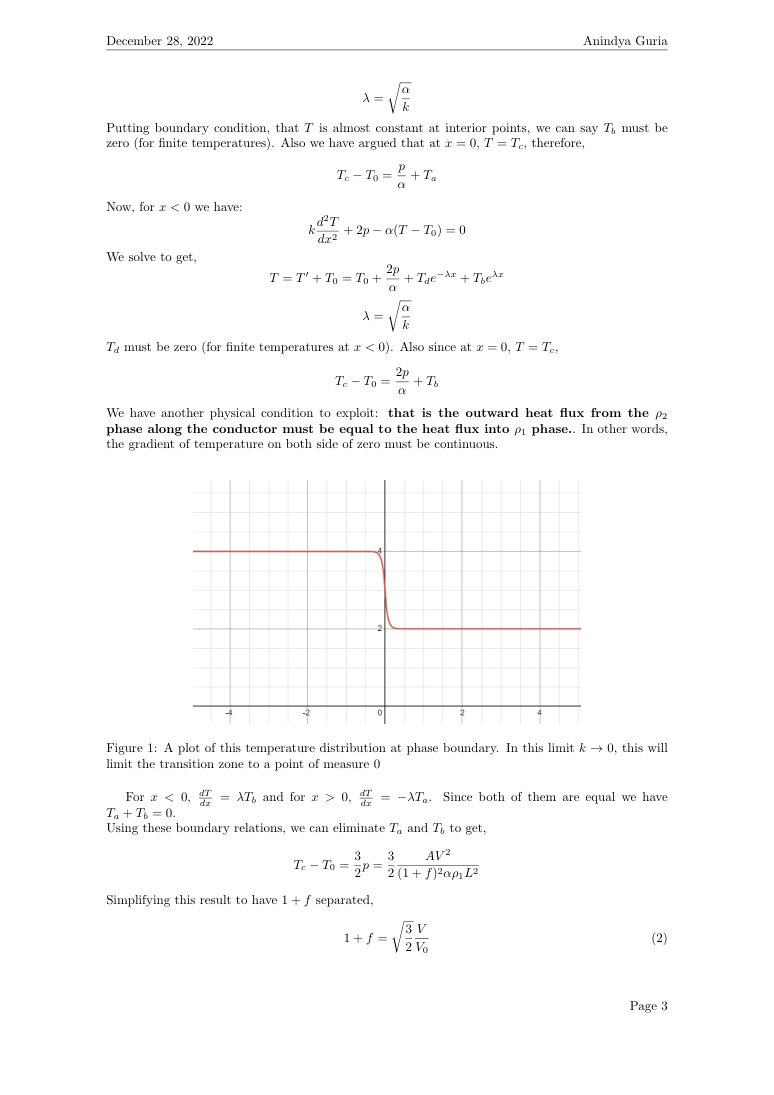 December 28, 2022 Anindya Guria
λ = √(α/k)
Putting boundary condition, that T is almost constant at interior points, we can say T_b must be
zero (for finite temperatures). Also we have argued that at x = 0, T = T_c, therefore,
T_c − T_0 = p/α + T_a
Now, for x < 0 we have:
k d²T/dx² + 2p − α(T − T_0) = 0
We solve to get,
T = T′ + T_0 = T_0 + 2p/α + T_d e^{−λx} + T_b e^{λx}
λ = √(α/k)
T_d must be zero (for finite temperatures at x < 0). Also since at x = 0, T = T_c,
T_c − T_0 = 2p/α + T_b
We have another physical condition to exploit: that is the outward heat flux from the ρ_2
phase along the conductor must be equal to the heat flux into ρ_1 phase.. In other words,
the gradient of temperature on both side of zero must be continuous.
4
2
-4 -2 0 2 4
Figure 1: A plot of this temperature distribution at phase boundary. In this limit k → 0, this will
limit the transition zone to a point of measure 0
For x < 0, dT/dx = λT_b and for x > 0, dT/dx = −λT_a. Since both of them are equal we have
T_a + T_b = 0.
Using these boundary relations, we can eliminate T_a and T_b to get,
T_c − T_0 = 3/2 p = 3/2 AV²/((1 + f)²αρ_1L²)
Simplifying this result to have 1 + f separated,
1 + f = √(3/2) V/V_0 (2)
Page 3